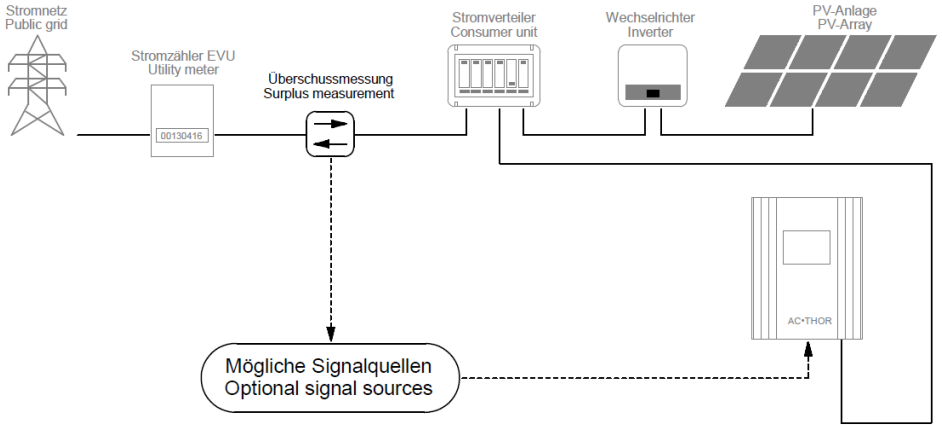 Stromnetz
Public grid
Stromzähler EVU
Utility meter
00130416
Überschussmessung
Surplus measurement
Stromverteiler
Consumer unit
Wechselrichter
Inverter
PV-Anlage
PV-Array
AC•THOR
Mögliche Signalquellen
Optional signal sources